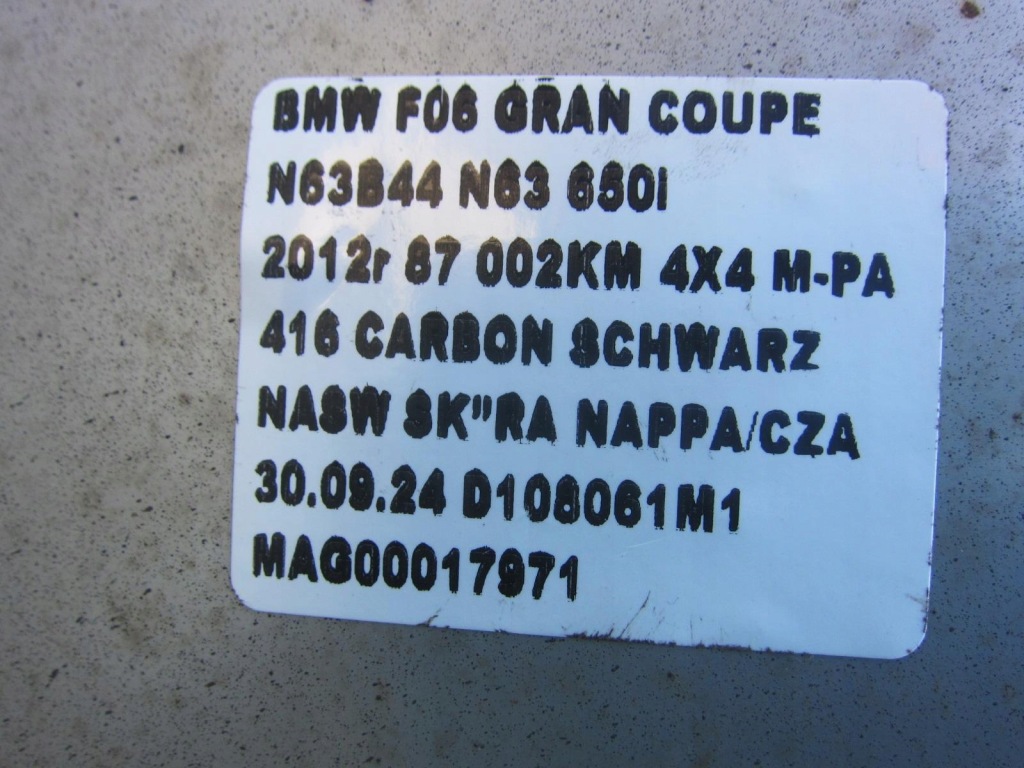 BMW F06 GRAN COUPE
N63B44 N63 650I
2012r 87 002KM 4X4 M-PA
416 CARBON SCHWARZ
NASW SK"RA NAPPA/CZA
30.09.24 D108061M1
MAG00017971